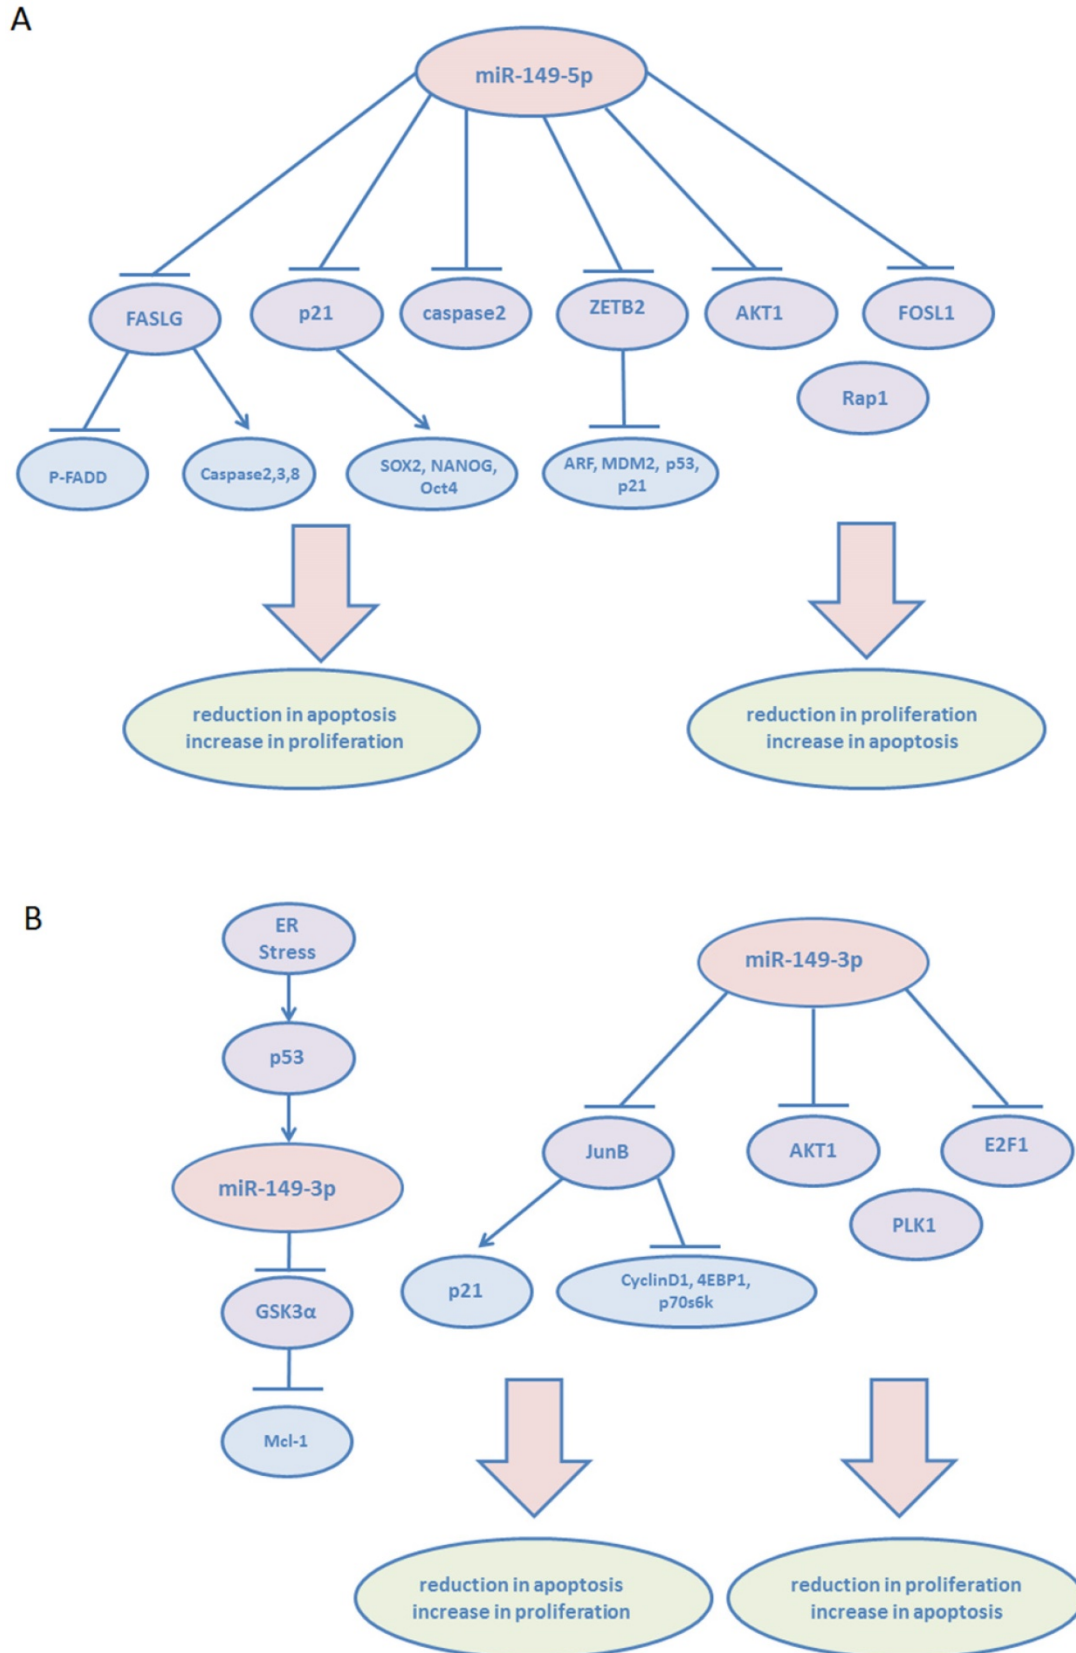 A
miR-149-5p
FASLG
p21
caspase2
ZETB2
AKT1
FOSL1
Rap1
P-FADD
Caspase2,3,8
SOX2, NANOG,
Oct4
ARF, MDM2, p53,
p21
reduction in apoptosis
increase in proliferation
reduction in proliferation
increase in apoptosis
B
ER
Stress
p53
miR-149-3p
GSK3α
Mcl-1
miR-149-3p
JunB
AKT1
E2F1
PLK1
p21
CyclinD1, 4EBP1,
p70s6k
reduction in apoptosis
increase in proliferation
reduction in proliferation
increase in apoptosis